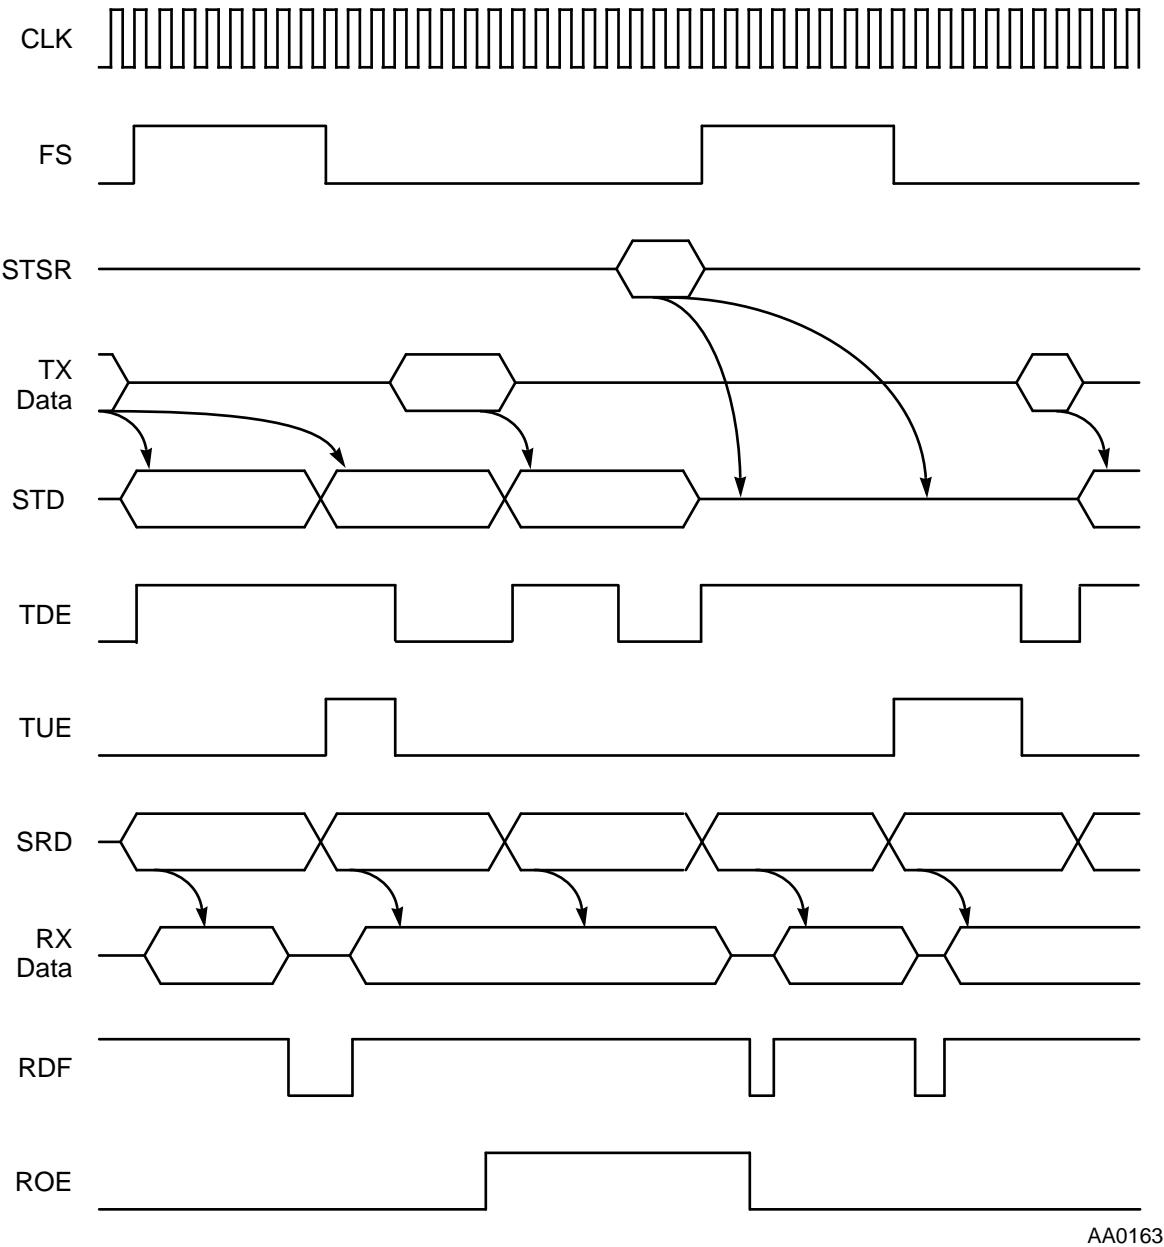 CLK
FS
STSR
TX
Data
STD
TDE
TUE
SRD
RX
Data
RDF
ROE
AA0163